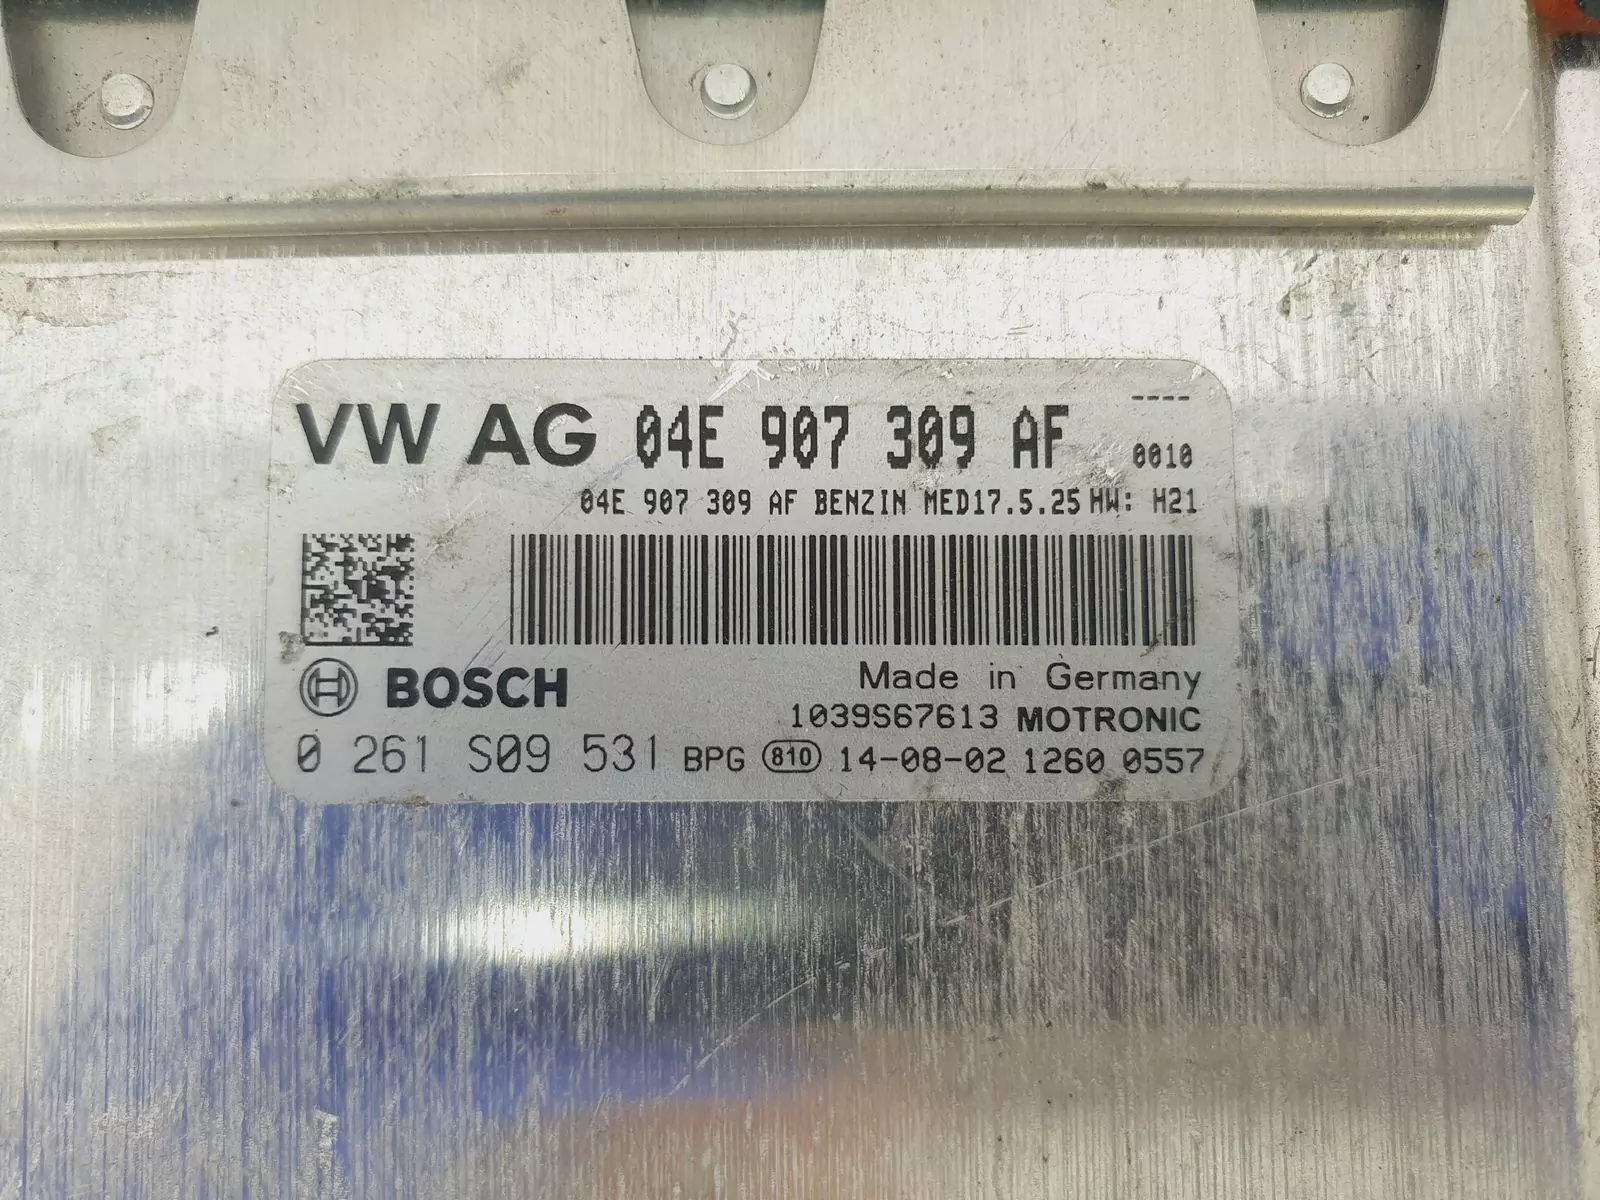 VW AG 04E 907 309 AF ----
0010
04E 907 309 AF BENZIN MED17.5.25 HW: H21
BOSCH
Made in Germany
1039S67613 MOTRONIC
0 261 S09 531 BPG 810 14-08-02 1260 0557